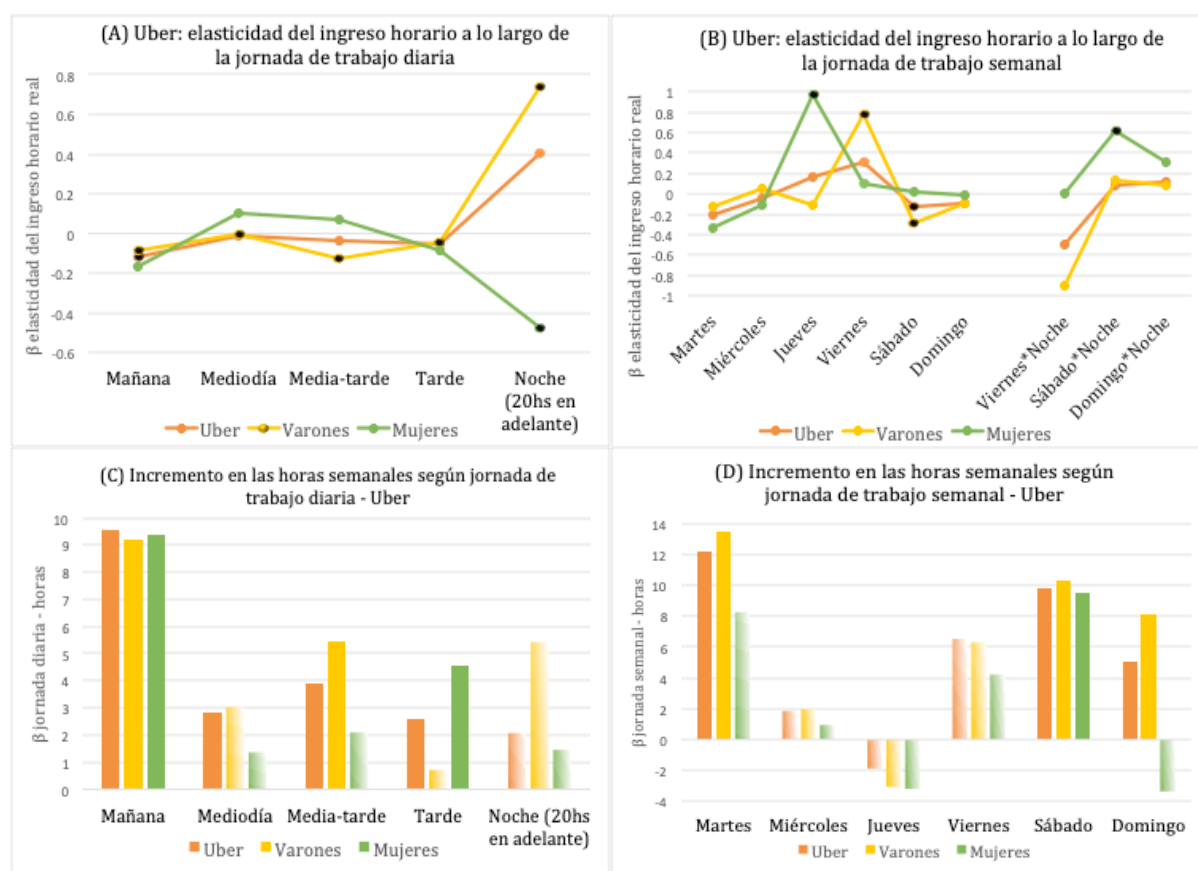 (A) Uber: elasticidad del ingreso horario a lo largo de
la jornada de trabajo diaria
β elasticidad del ingreso horario real
0.8
0.6
0.4
0.2
0
-0.2
-0.4
-0.6
Mañana Mediodía Media-tarde Tarde Noche
(20hs en
adelante)
Uber Varones Mujeres
(B) Uber: elasticidad del ingreso horario a lo largo de
la jornada de trabajo semanal
β elasticidad del ingreso horario real
1
0.8
0.6
0.4
0.2
0
-0.2
-0.4
-0.6
-0.8
-1
Martes
Miércoles
Jueves
Viernes
Sábado
Domingo
Viernes*Noche
Sábado*Noche
Domingo*Noche
Uber Varones Mujeres
(C) Incremento en las horas semanales según jornada de
trabajo diaria - Uber
β jornada diaria - horas
10
9
8
7
6
5
4
3
2
1
0
Mañana Mediodía Media-tarde Tarde Noche (20hs
en adelante)
Uber Varones Mujeres
(D) Incremento en las horas semanales según
jornada de trabajo semanal - Uber
β jornada semanal - horas
14
12
10
8
6
4
2
0
-2
-4
Martes Miércoles Jueves Viernes Sábado Domingo
Uber Varones Mujeres